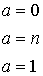 a = 0
a = n
a = 1